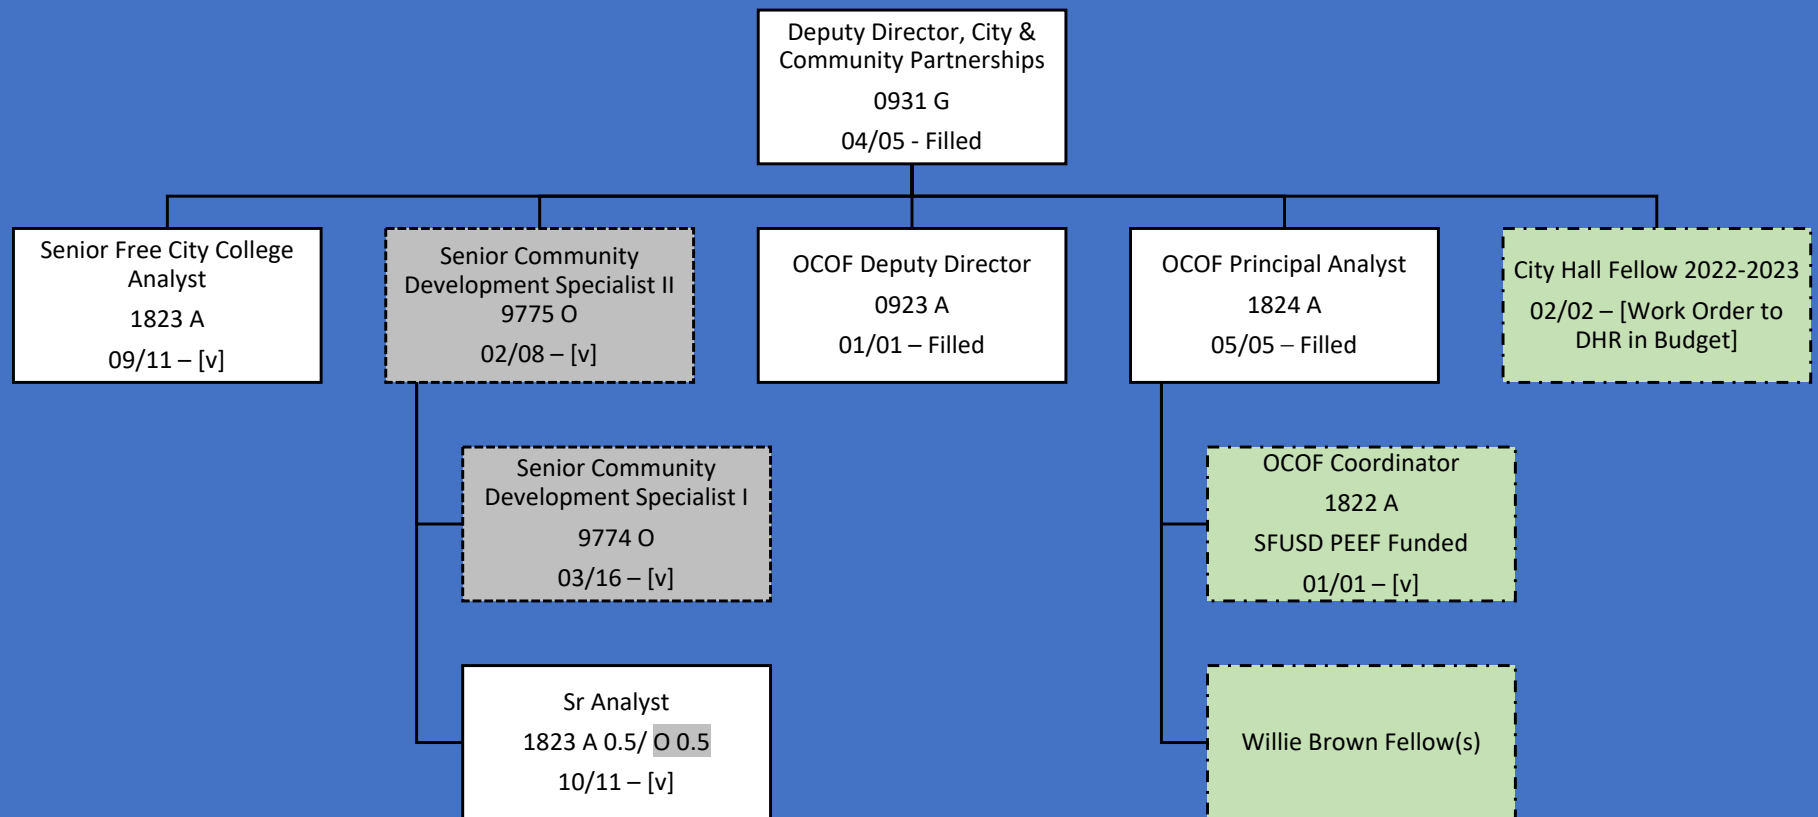 Deputy Director, City &
Community Partnerships
0931 G
04/05 - Filled
Senior Free City College
Analyst
1823 A
09/11 – [v]
Senior Community
Development Specialist II
9775 O
02/08 – [v]
OCOF Deputy Director
0923 A
01/01 – Filled
OCOF Principal Analyst
1824 A
05/05 – Filled
City Hall Fellow 2022-2023
02/02 – [Work Order to
DHR in Budget]
Senior Community
Development Specialist I
9774 O
03/16 – [v]
OCOF Coordinator
1822 A
SFUSD PEEF Funded
01/01 – [v]
Sr Analyst
1823 A 0.5/ O 0.5
10/11 – [v]
Willie Brown Fellow(s)